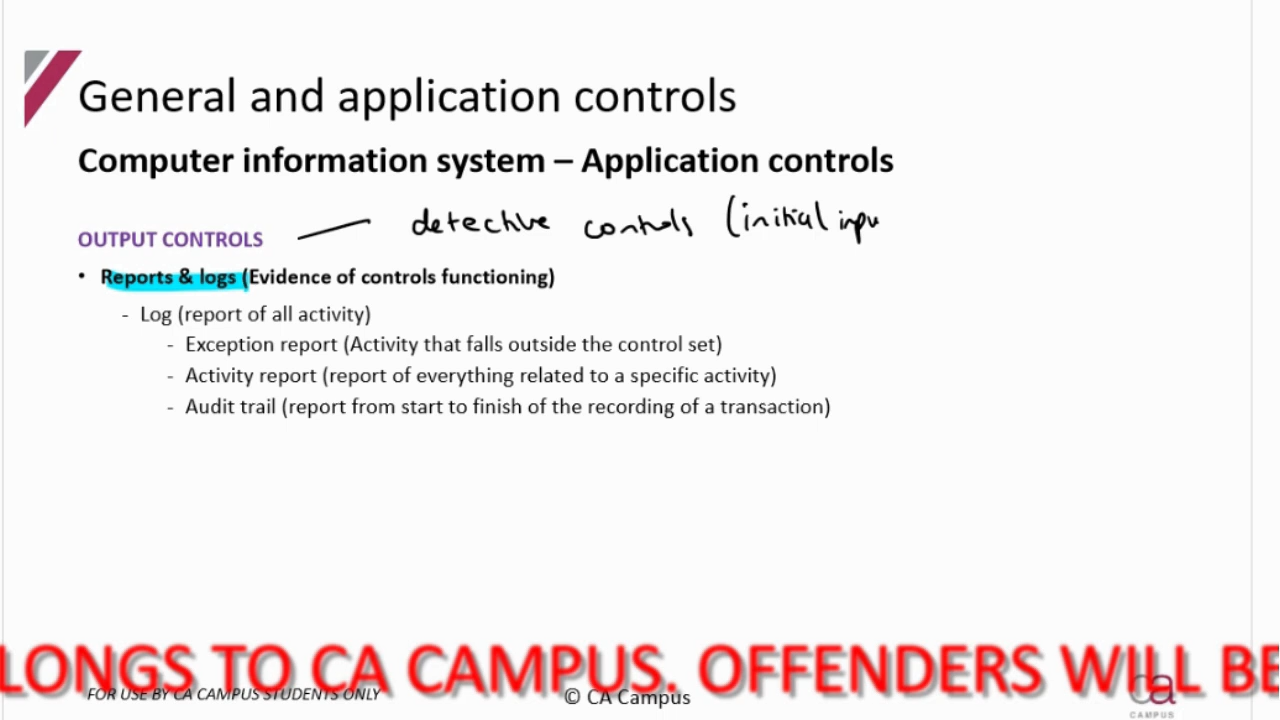 General and application controls
Computer information system – Application controls
detective controls (initial inpu
OUTPUT CONTROLS
• Reports & logs (Evidence of controls functioning)
- Log (report of all activity)
- Exception report (Activity that falls outside the control set)
- Activity report (report of everything related to a specific activity)
- Audit trail (report from start to finish of the recording of a transaction)
LONGS TO CA CAMPUS. OFFENDERS WILL BE
FOR USE BY CA CAMPUS STUDENTS ONLY
© CA Campus
ca
CAMPUS